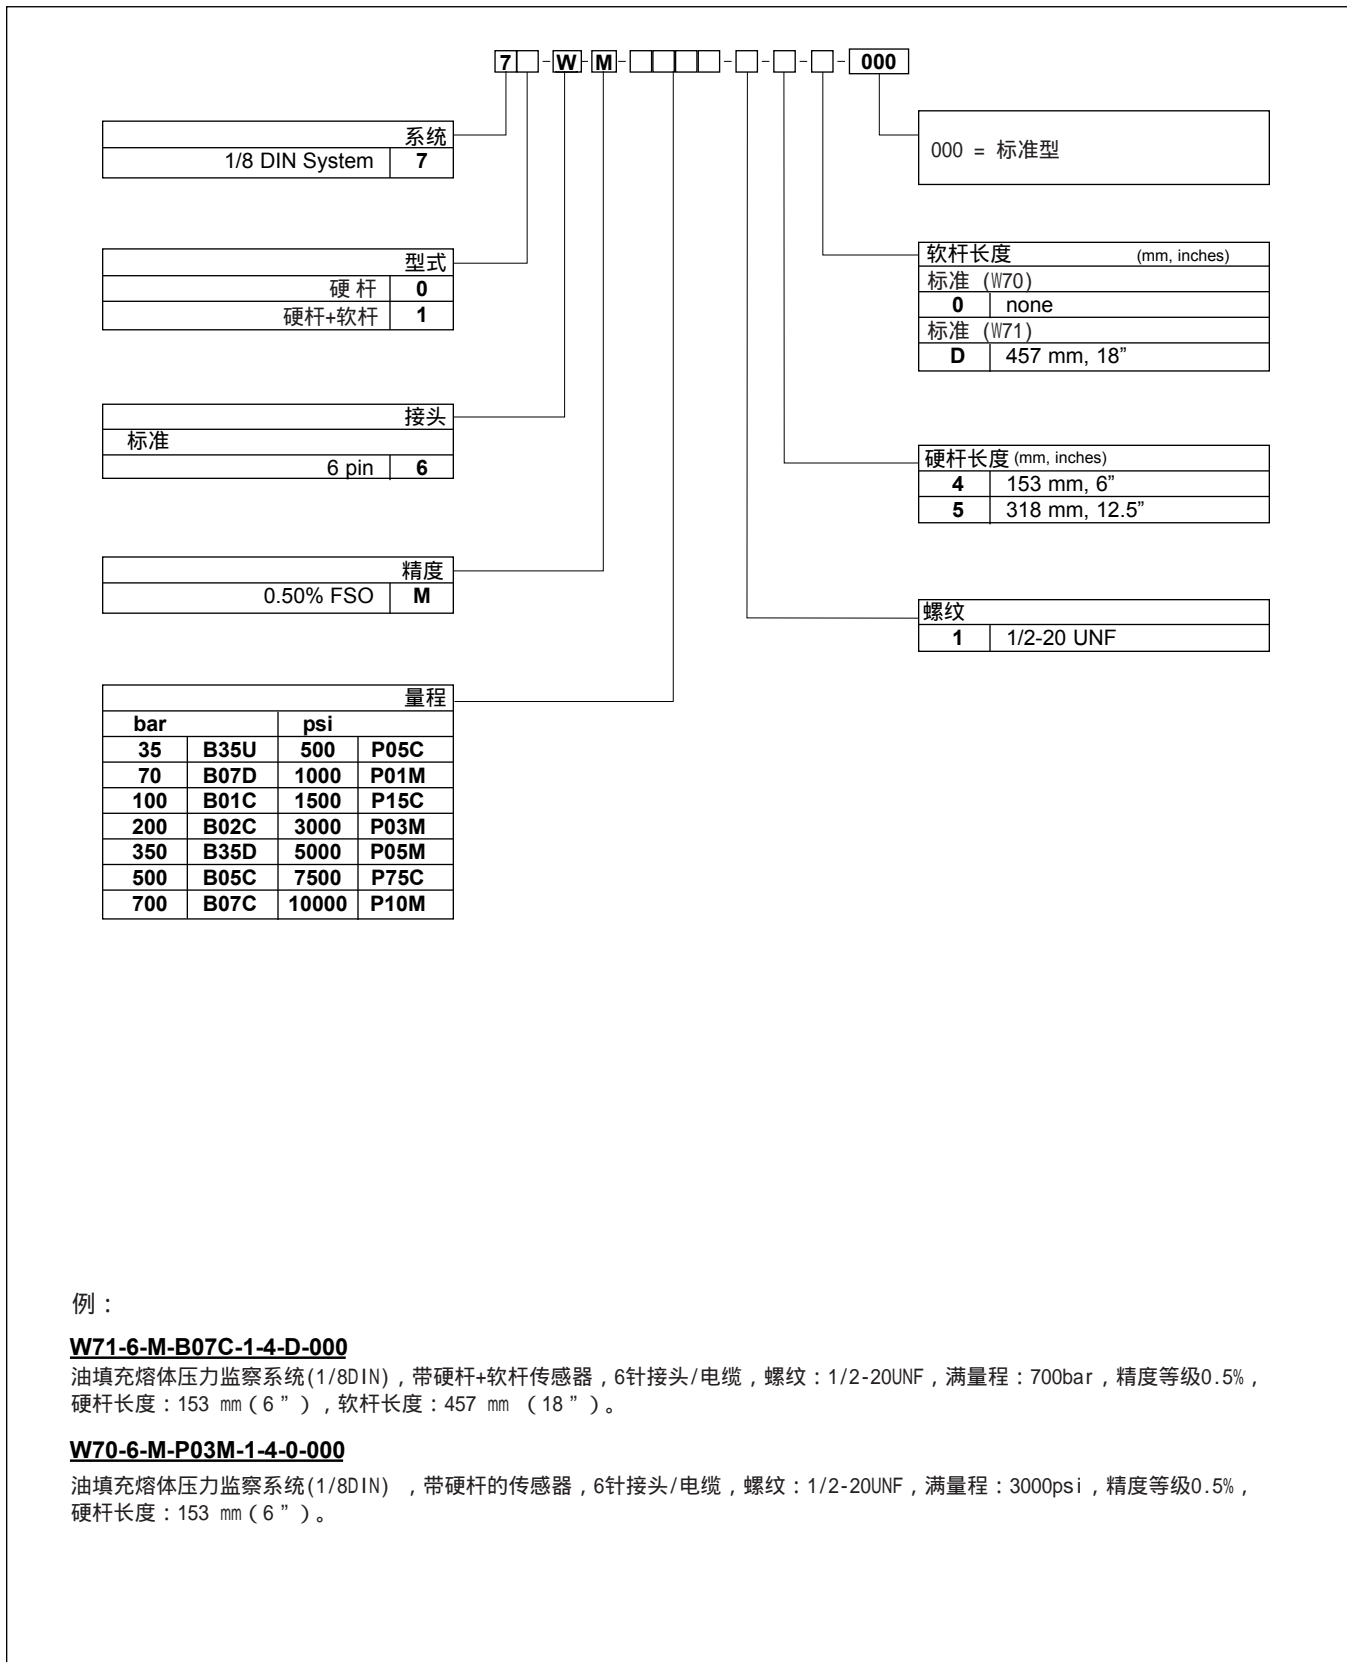 7 - W - M - - - - - 000
系统
1/8 DIN System 7
000 = 标准型
型式
硬 杆 0
硬杆+软杆 1
软杆长度 (mm, inches)
标准 (W70)
0 none
标准 (W71)
D 457 mm, 18”
接头
标准
6 pin 6
硬杆长度 (mm, inches)
4 153 mm, 6”
5 318 mm, 12.5”
精度
0.50% FSO M
螺纹
1 1/2-20 UNF
量程
bar psi
35 B35U 500 P05C
70 B07D 1000 P01M
100 B01C 1500 P15C
200 B02C 3000 P03M
350 B35D 5000 P05M
500 B05C 7500 P75C
700 B07C 10000 P10M
例：
W71-6-M-B07C-1-4-D-000
油填充熔体压力监察系统(1/8DIN)，带硬杆+软杆传感器，6针接头/电缆，螺纹：1/2-20UNF，满量程：700bar，精度等级0.5%，
硬杆长度：153 mm（6 ”），软杆长度：457 mm （18 ”）。
W70-6-M-P03M-1-4-0-000
油填充熔体压力监察系统(1/8DIN) ，带硬杆的传感器，6针接头/电缆，螺纹：1/2-20UNF，满量程：3000psi，精度等级0.5%，
硬杆长度：153 mm（6 ”）。